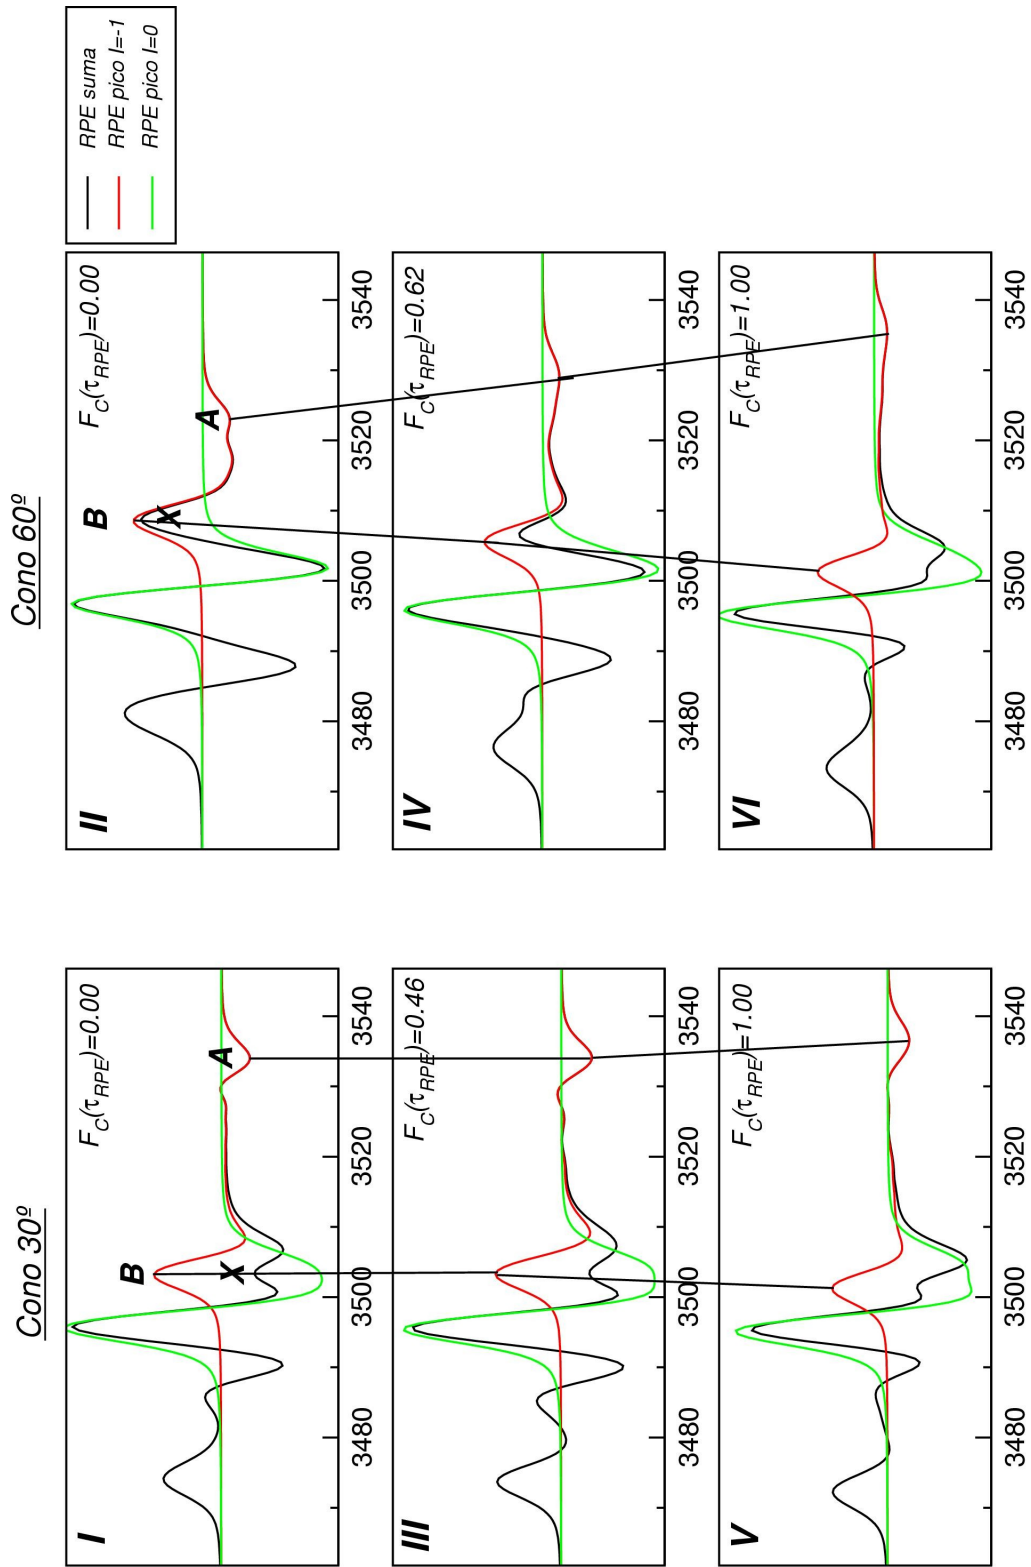 Cono 30º
Cono 60º
RPE suma
RPE pico I=-1
RPE pico I=0
I
F_C(τ_RPE)=0.00
B
X
A
3480 3500 3520 3540
II
F_C(τ_RPE)=0.00
B
X
A
3480 3500 3520 3540
III
F_C(τ_RPE)=0.46
3480 3500 3520 3540
IV
F_C(τ_RPE)=0.62
3480 3500 3520 3540
V
F_C(τ_RPE)=1.00
3480 3500 3520 3540
VI
F_C(τ_RPE)=1.00
3480 3500 3520 3540